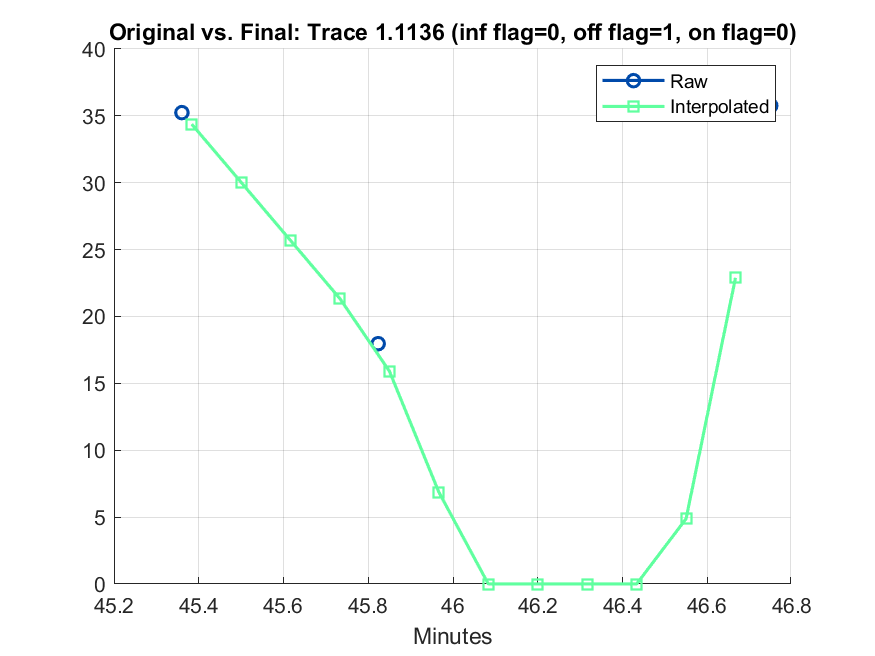 Original vs. Final: Trace 1.1136 (inf flag=0, off flag=1, on flag=0)
40
35
30
25
20
15
10
5
0
Raw
Interpolated
45.2 45.4 45.6 45.8 46 46.2 46.4 46.6 46.8
Minutes